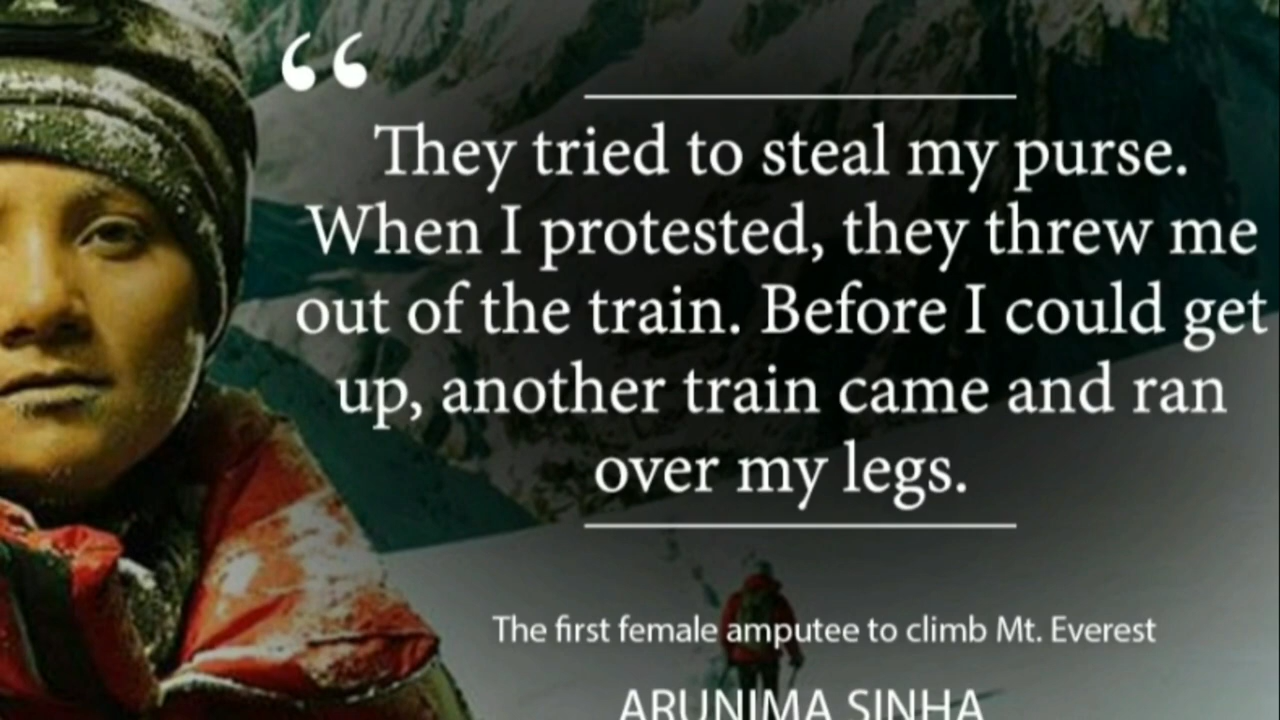 “
They tried to steal my purse.
When I protested, they threw me
out of the train. Before I could get
up, another train came and ran
over my legs.
The first female amputee to climb Mt. Everest
ARUNIMA SINHA